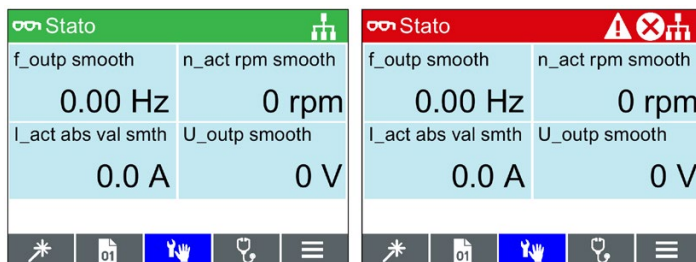 Stato
f_outp smooth
n_act rpm smooth
0.00 Hz
0 rpm
I_act abs val smth
U_outp smooth
0.0 A
0 V
01
Stato
f_outp smooth
n_act rpm smooth
0.00 Hz
0 rpm
I_act abs val smth
U_outp smooth
0.0 A
0 V
01